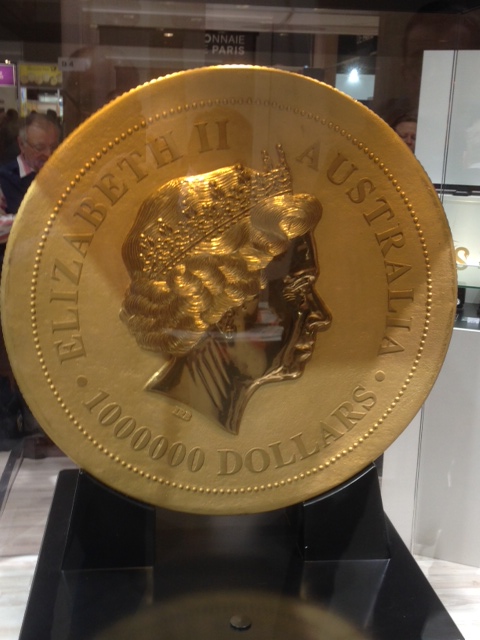 ONNAIE
PARIS
ELIZABETH II
AUSTRALIA
1000000 DOLLARS